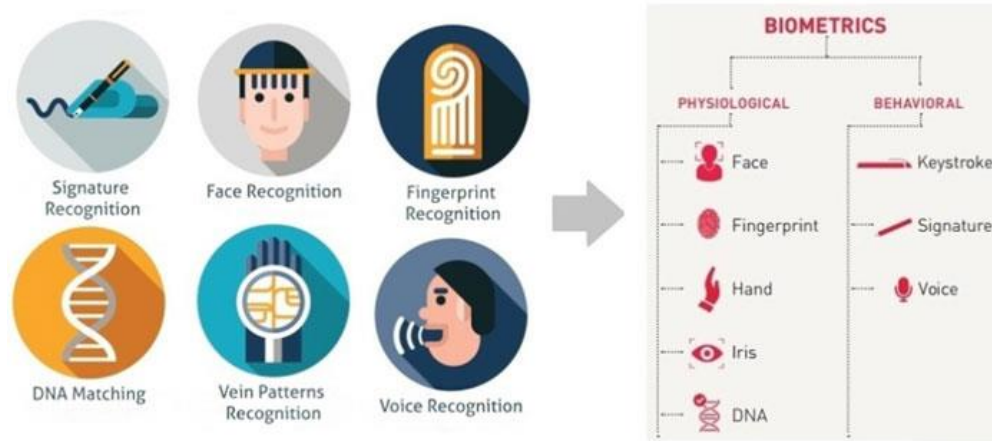 Signature
Recognition
Face Recognition
Fingerprint
Recognition
DNA Matching
Vein Patterns
Recognition
Voice Recognition
BIOMETRICS
PHYSIOLOGICAL
Face
Fingerprint
Hand
Iris
DNA
BEHAVIORAL
Keystroke
Signature
Voice